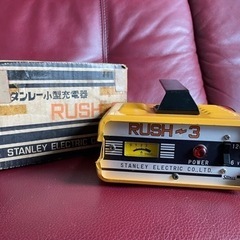 タンレー小型充電器
RUSH
STANLEY ELECTRIC
RUSH~3
POWER
STANLEY ELECTRIC CO., LTD.
6V